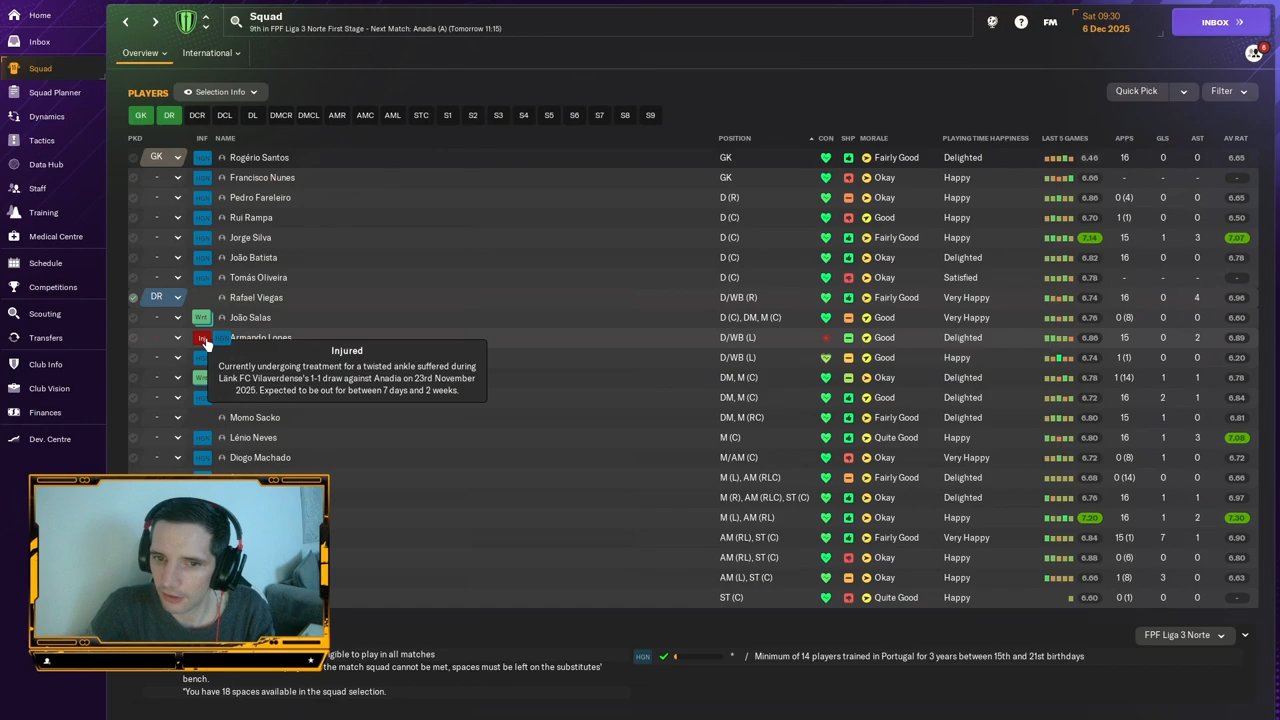 Home
Inbox
Squad
Squad Planner
Dynamics
Tactics
Data Hub
Staff
Training
Medical Centre
Schedule
Competitions
Scouting
Transfers
Club Info
Club Vision
Finances
Dev. Centre
Squad
9th in FPF Liga 3 Norte First Stage - Next Match: Anadia (A) (Tomorrow 11:15)
FM
Sat 09:30
6 Dec 2025
INBOX
6
Overview
International
PLAYERS
Selection Info
Quick Pick
Filter
GK DR DCR DCL DL DMCR DMCL AMR AMC AML STC S1 S2 S3 S4 S5 S6 S7 S8 S9
PKD INF NAME POSITION CON SHP MORALE PLAYING TIME HAPPINESS LAST 5 GAMES APPS GLS AST AV RAT
GK HGN Rogério Santos GK Fairly Good Delighted 6.46 16 0 0 6.65
- HGN Francisco Nunes GK Okay Happy 6.66 - - - -
- HGN Pedro Fareleiro D (R) Okay Happy 6.86 0 (4) 0 0 6.65
- HGN Rui Rampa D (C) Good Happy 6.70 1 (1) 0 0 6.50
- HGN Jorge Silva D (C) Fairly Good Happy 7.14 15 1 3 7.07
- HGN João Batista D (C) Okay Delighted 6.82 16 0 0 6.78
- HGN Tomás Oliveira D (C) Okay Satisfied 6.78 - - - -
DR Rafael Viegas D/WB (R) Fairly Good Very Happy 6.74 16 0 4 6.96
- Wnt João Salas D (C), DM, M (C) Good Happy 6.76 0 (8) 0 0 6.60
Inj Armando Lopes D/WB (L) Good Happy 6.86 15 0 2 6.89
- D/WB (L) Good Happy 6.74 1 (1) 0 0 6.20
- Wnt DM, M (C) Okay Delighted 6.78 1 (14) 1 1 6.78
- DM, M (C) Good Happy 6.72 16 2 1 6.84
- Momo Sacko DM, M (RC) Fairly Good Delighted 6.80 15 1 0 6.81
- HGN Lénio Neves M (C) Quite Good Happy 6.80 16 1 3 7.08
- HGN Diogo Machado M/AM (C) Okay Very Happy 6.72 0 (8) 1 0 6.72
M (L), AM (RLC) Fairly Good Delighted 6.68 0 (14) 0 0 6.66
M (R), AM (RLC), ST (C) Okay Delighted 6.76 16 1 1 6.97
M (L), AM (RL) Okay Happy 7.20 16 1 2 7.30
AM (RL), ST (C) Fairly Good Very Happy 6.84 15 (1) 7 1 6.90
AM (RL), ST (C) Okay Happy 6.88 0 (6) 0 0 6.80
AM (L), ST (C) Okay Happy 6.66 1 (8) 3 0 6.63
ST (C) Quite Good Happy 6.60 0 (1) 0 0 -
Injured
Currently undergoing treatment for a twisted ankle suffered during
Länk FC Vilaverdense's 1-1 draw against Anadia on 23rd November
2025. Expected to be out for between 7 days and 2 weeks.
FPF Liga 3 Norte
gible to play in all matches
the match squad cannot be met, spaces must be left on the substitutes'
bench.
*You have 18 spaces available in the squad selection.
HGN * / Minimum of 14 players trained in Portugal for 3 years between 15th and 21st birthdays